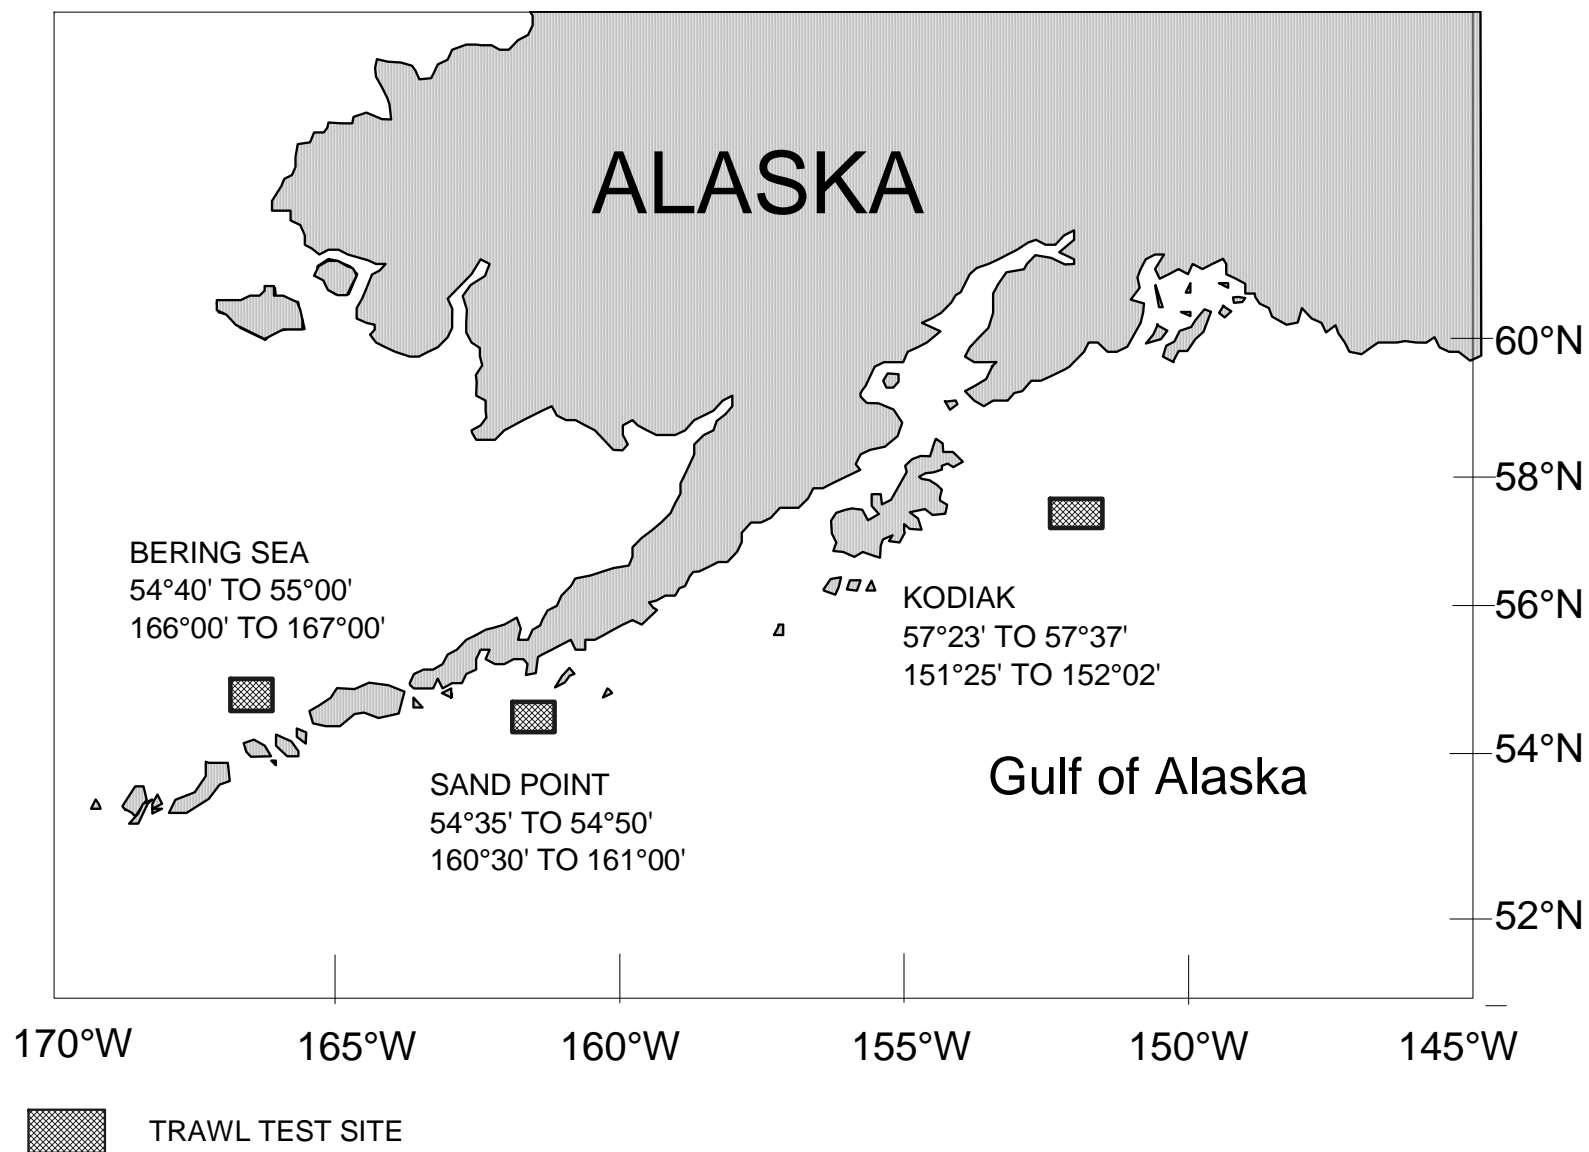 ALASKA
60°N
58°N
BERING SEA
54°40' TO 55°00'
166°00' TO 167°00'
KODIAK
57°23' TO 57°37'
151°25' TO 152°02'
56°N
SAND POINT
54°35' TO 54°50'
160°30' TO 161°00'
Gulf of Alaska
54°N
52°N
170°W
165°W
160°W
155°W
150°W
145°W
TRAWL TEST SITE